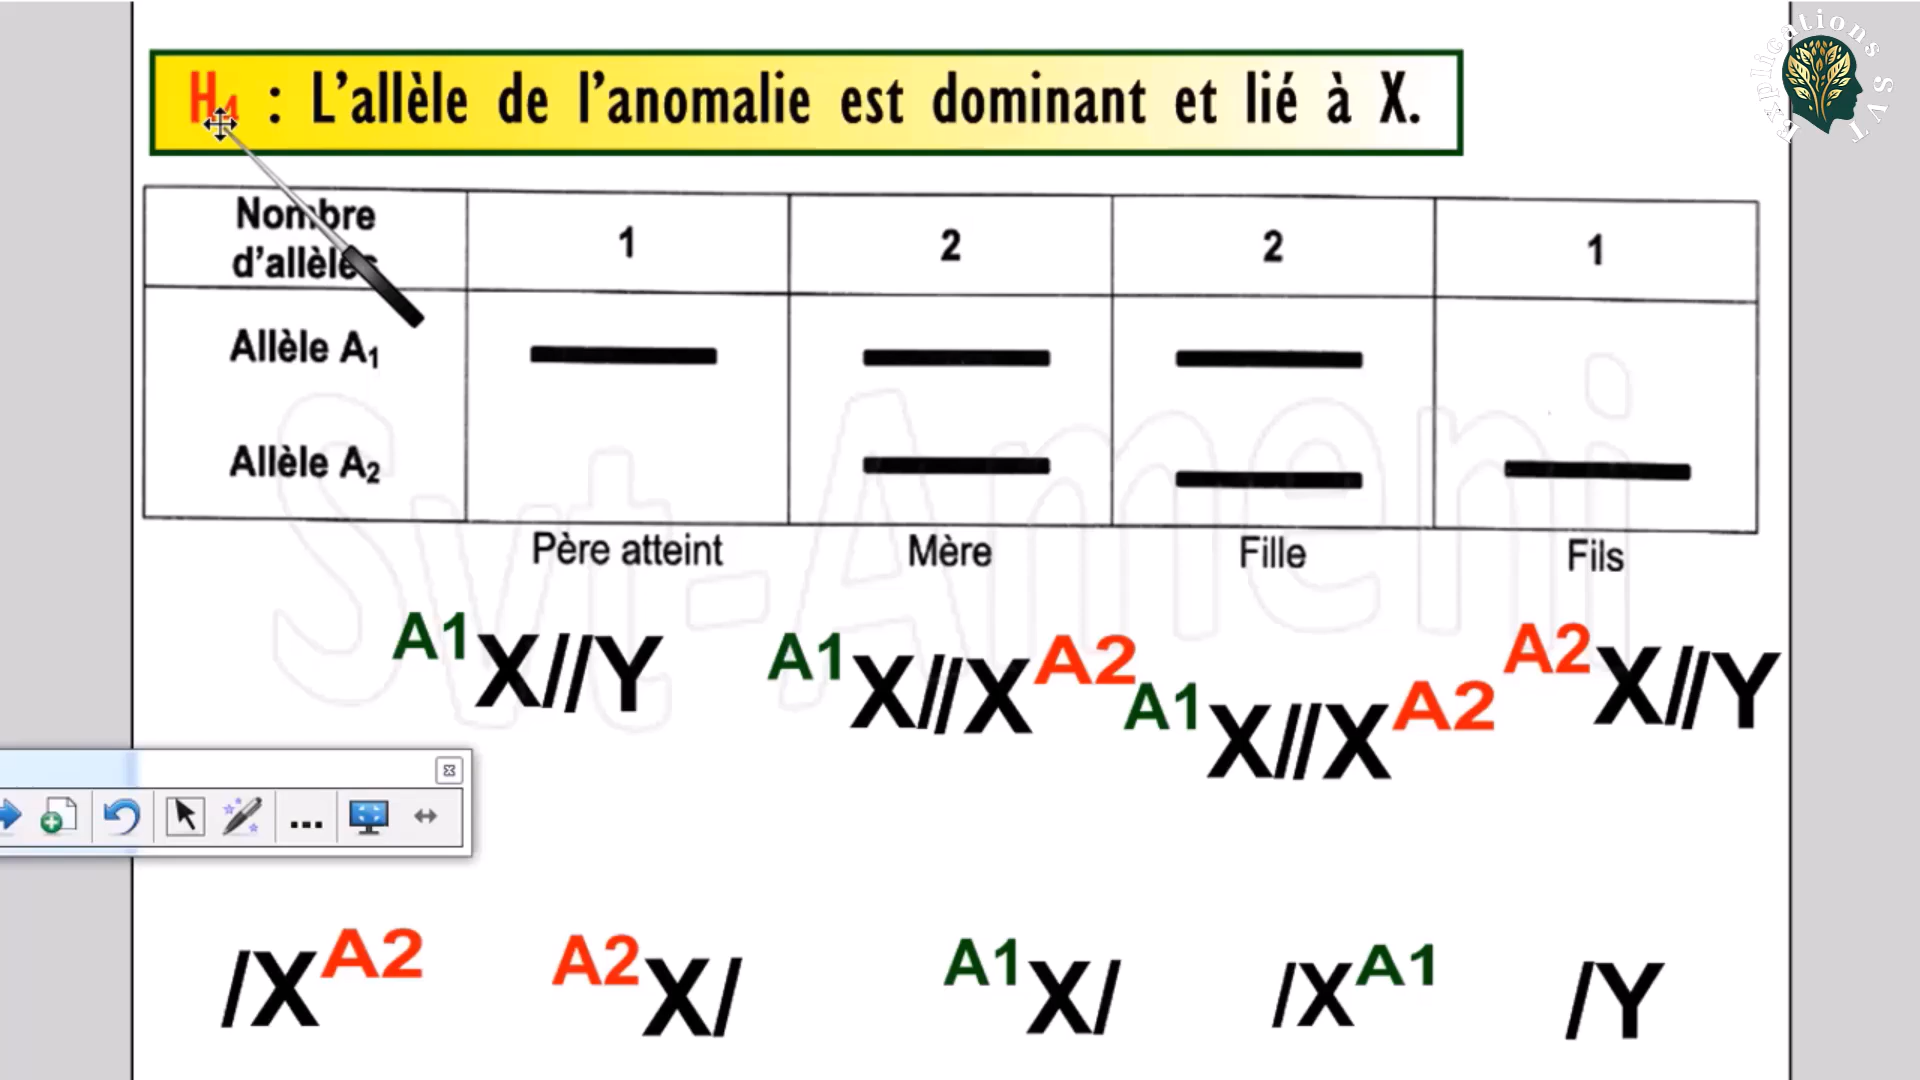 H4 : L'allèle de l'anomalie est dominant et lié à X.
Explications SVT
Nombre d'allèles 1 2 2 1
Allèle A1
Allèle A2
Père atteint Mère Fille Fils
A1X//Y A1X//XA2 A1X//XA2 A2X//Y
...
/XA2 A2X/ A1X/ /XA1 /Y
Svt-Ameni